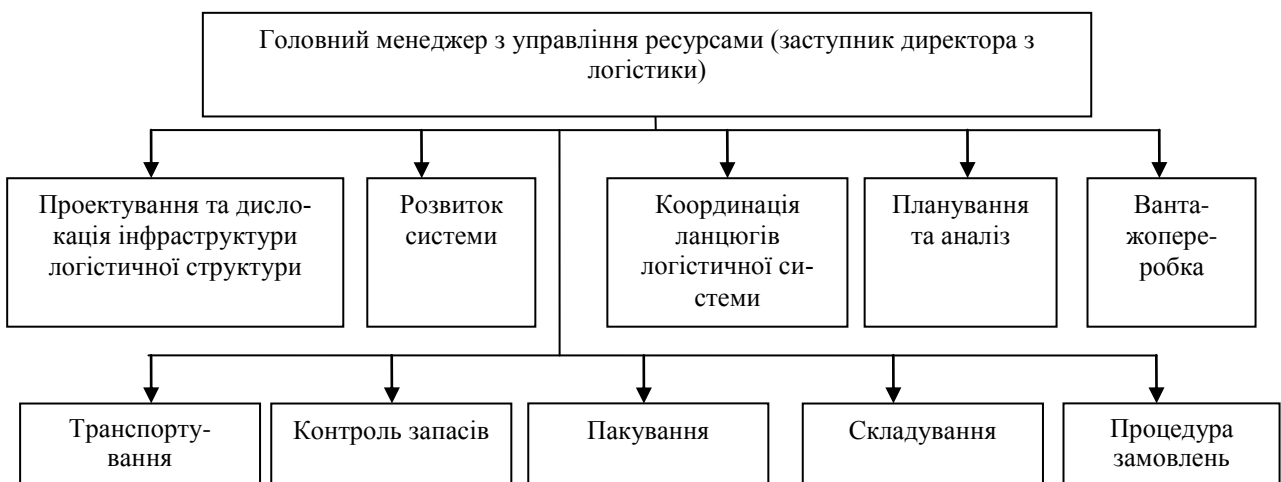 Головний менеджер з управління ресурсами (заступник директора з
логістики)
Проектування та дисло-
кація інфраструктури
логістичної структури
Розвиток
системи
Координація
ланцюгів
логістичної си-
стеми
Планування
та аналіз
Ванта-
жопере-
робка
Транспорту-
вання
Контроль запасів
Пакування
Складування
Процедура
замовлень